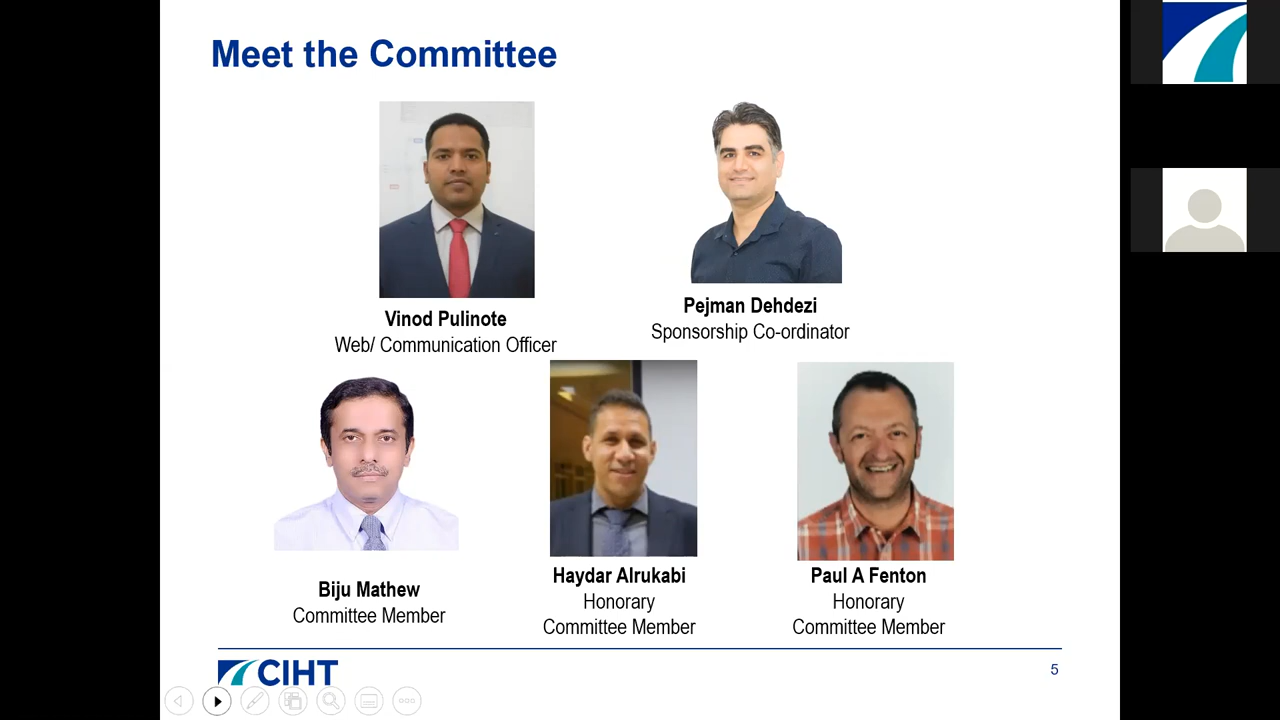 Meet the Committee
Vinod Pulinote
Web/ Communication Officer
Pejman Dehdezi
Sponsorship Co-ordinator
Biju Mathew
Committee Member
Haydar Alrukabi
Honorary
Committee Member
Paul A Fenton
Honorary
Committee Member
CIHT
5